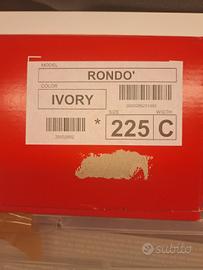 MODEL
RONDO'
COLOR
IVORY
*
SIZE
WIDTH
225
C
subito